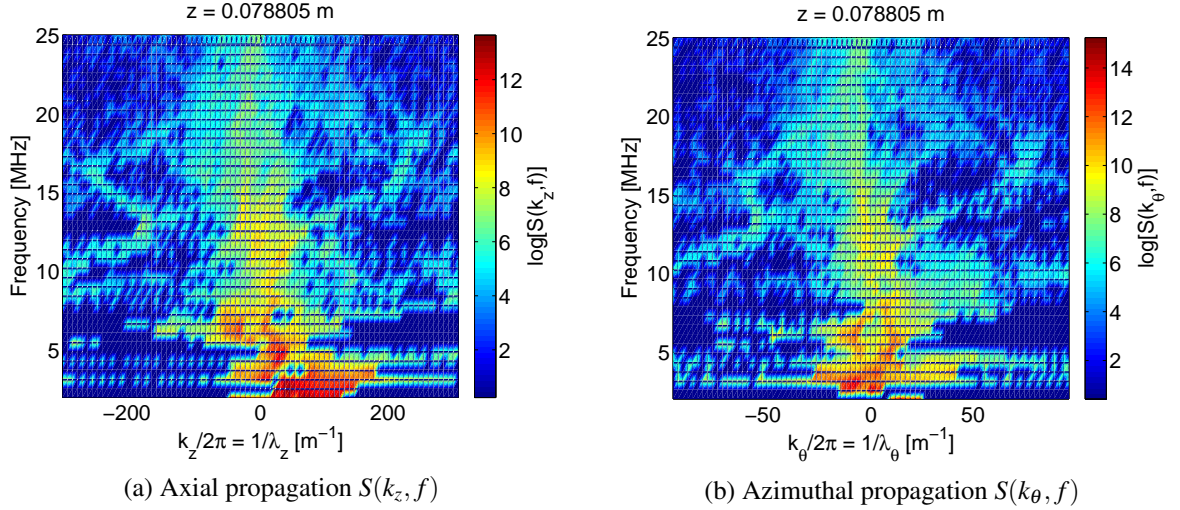 z = 0.078805 m
25
20
15
10
5
Frequency [MHz]
−200
0
200
k_z/2π = 1/λ_z [m⁻¹]
12
10
8
6
4
2
log[S(k_z,f)]
(a) Axial propagation S(k_z, f)
z = 0.078805 m
25
20
15
10
5
Frequency [MHz]
−50
0
50
k_θ/2π = 1/λ_θ [m⁻¹]
14
12
10
8
6
4
2
log[S(k_θ,f)]
(b) Azimuthal propagation S(k_θ, f)